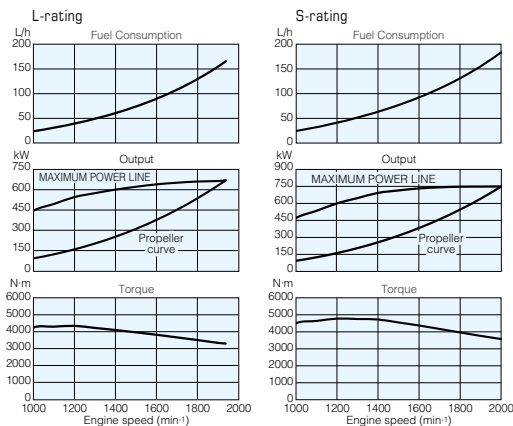 L-rating
L/h
Fuel Consumption
200
150
100
50
0
kW
Output
750
MAXIMUM POWER LINE
600
450
300
Propeller
curve
150
0
N·m
Torque
6000
5000
4000
3000
2000
1000
0
1000 1200 1400 1600 1800 2000
Engine speed (min-1)
S-rating
L/h
Fuel Consumption
200
150
100
50
0
kW
Output
900
MAXIMUM POWER LINE
750
600
450
300
Propeller
curve
150
0
N·m
Torque
6000
5000
4000
3000
2000
1000
0
1000 1200 1400 1600 1800 2000
Engine speed (min-1)